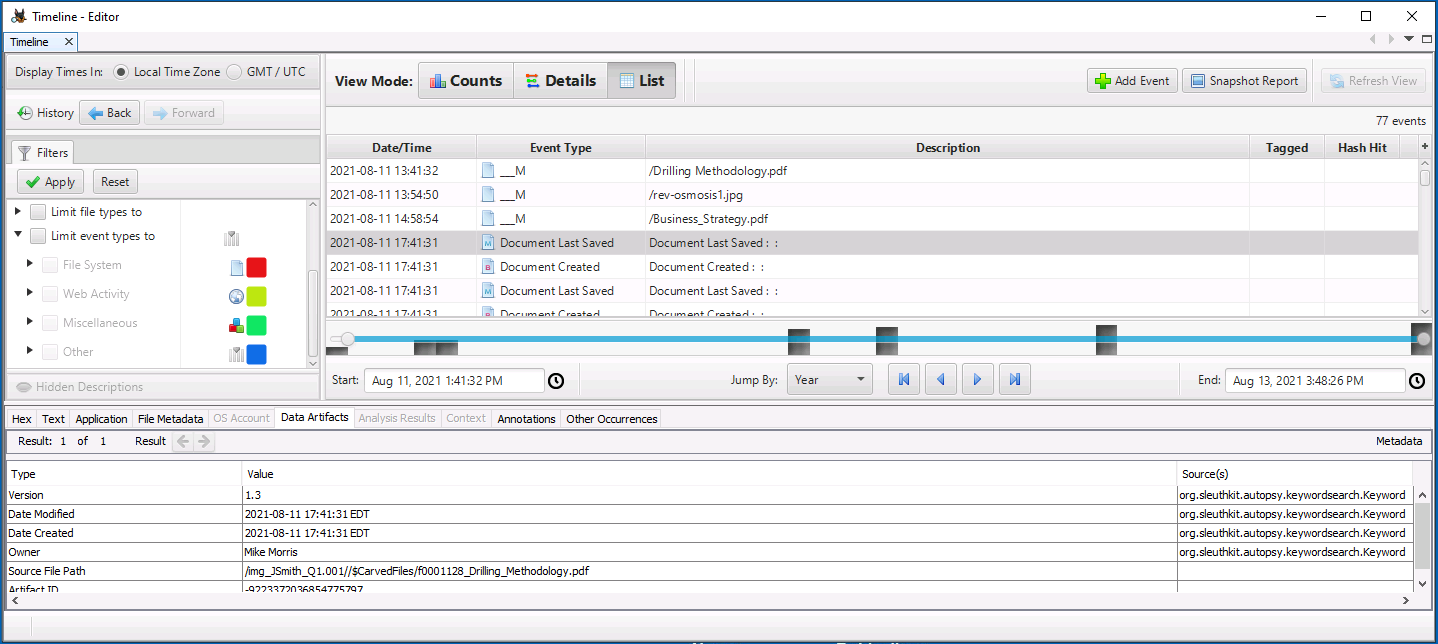 Timeline - Editor
Timeline
Display Times In: Local Time Zone GMT / UTC
History Back Forward
Filters
Apply Reset
Limit file types to
Limit event types to
File System
Web Activity
Miscellaneous
Other
Hidden Descriptions
View Mode: Counts Details List Add Event Snapshot Report Refresh View
77 events
Date/Time Event Type Description Tagged Hash Hit +
2021-08-11 13:41:32 ___M /Drilling Methodology.pdf
2021-08-11 13:54:50 ___M /rev-osmosis1.jpg
2021-08-11 14:58:54 ___M /Business_Strategy.pdf
2021-08-11 17:41:31 Document Last Saved Document Last Saved : :
2021-08-11 17:41:31 Document Created Document Created : :
2021-08-11 17:41:31 Document Last Saved Document Last Saved : :
2021-08-11 17:41:31 Document Created Document Created : :
Start: Aug 11, 2021 1:41:32 PM Jump By: Year End: Aug 13, 2021 3:48:26 PM
Hex Text Application File Metadata OS Account Data Artifacts Analysis Results Context Annotations Other Occurrences
Result: 1 of 1 Result Metadata
Type Value Source(s)
Version 1.3 org.sleuthkit.autopsy.keywordsearch.Keyword
Date Modified 2021-08-11 17:41:31 EDT org.sleuthkit.autopsy.keywordsearch.Keyword
Date Created 2021-08-11 17:41:31 EDT org.sleuthkit.autopsy.keywordsearch.Keyword
Owner Mike Morris org.sleuthkit.autopsy.keywordsearch.Keyword
Source File Path /img_JSmith_Q1.001//$CarvedFiles/f0001128_Drilling_Methodology.pdf
Artifact ID -9223372036854775797